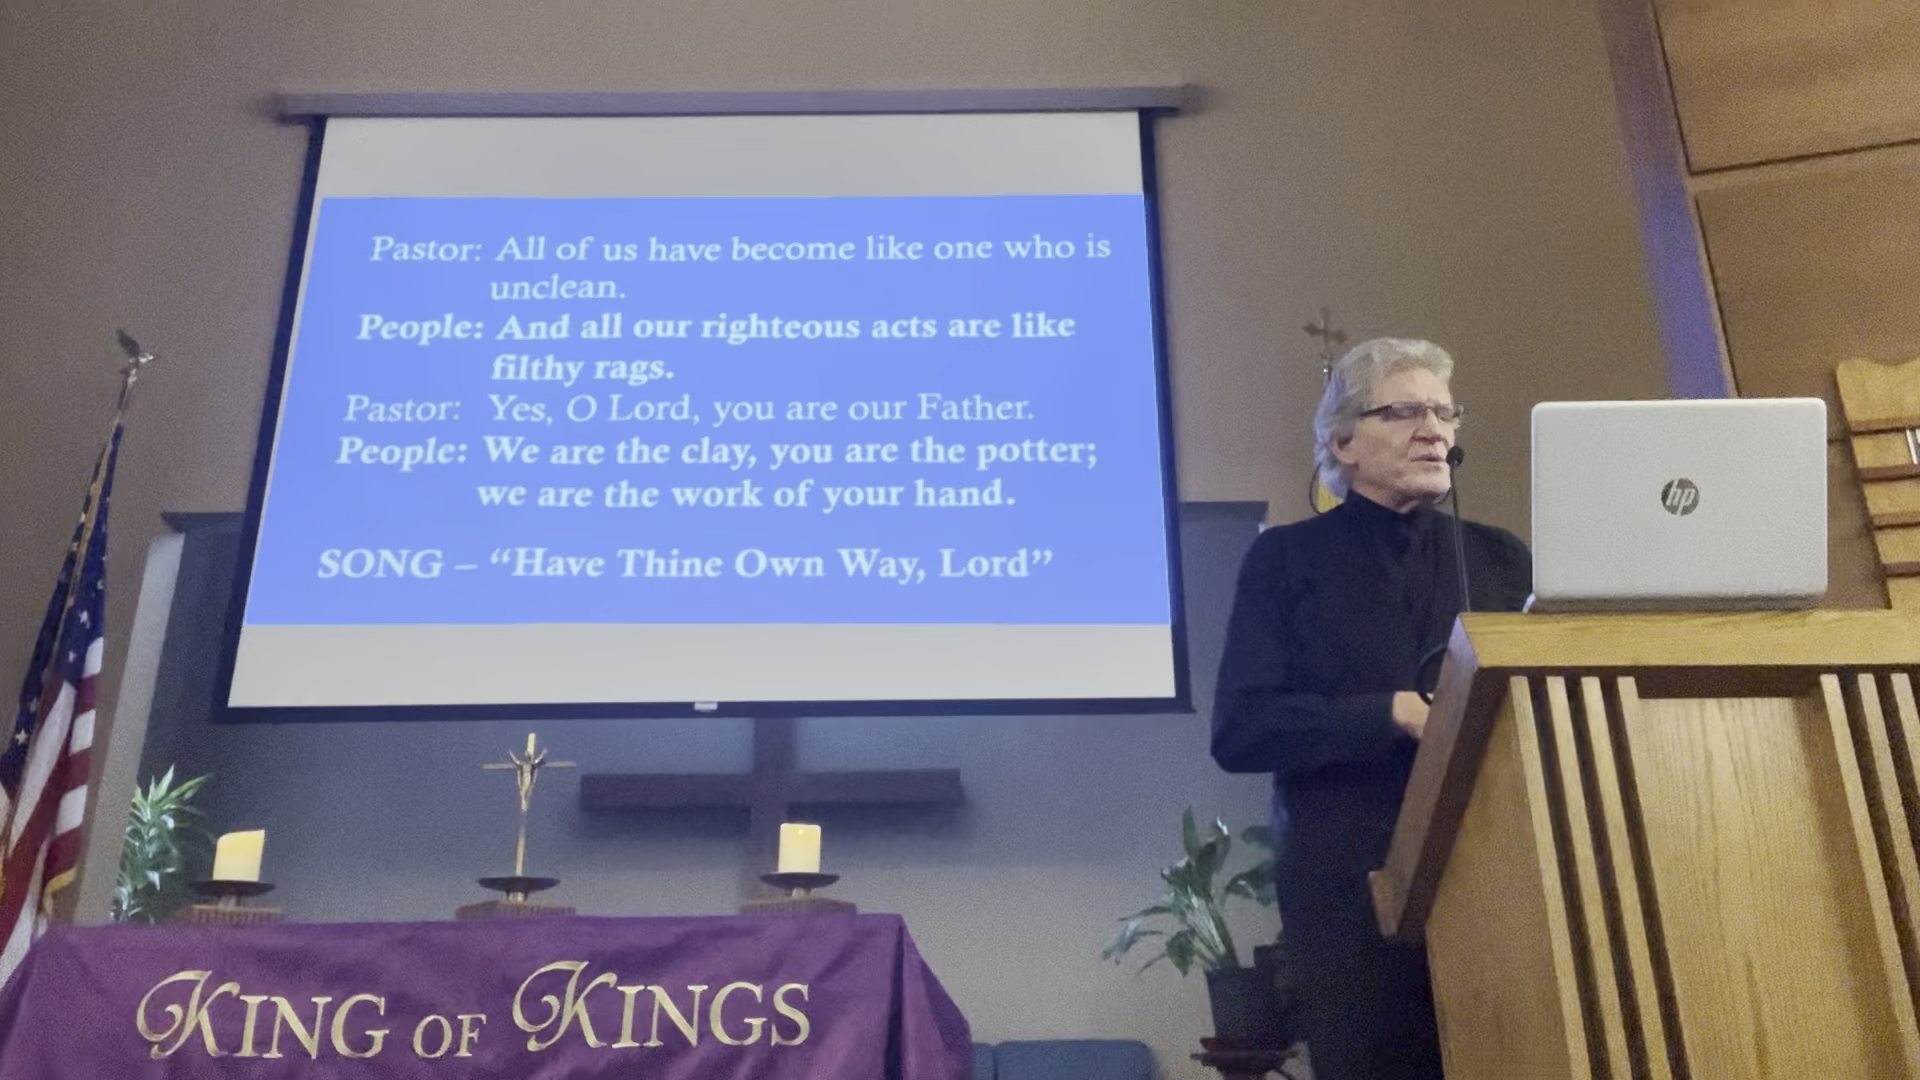 Pastor: All of us have become like one who is
unclean.
People: And all our righteous acts are like
filthy rags.
Pastor: Yes, O Lord, you are our Father.
People: We are the clay, you are the potter;
we are the work of your hand.
SONG – “Have Thine Own Way, Lord”
hp
KING OF KINGS